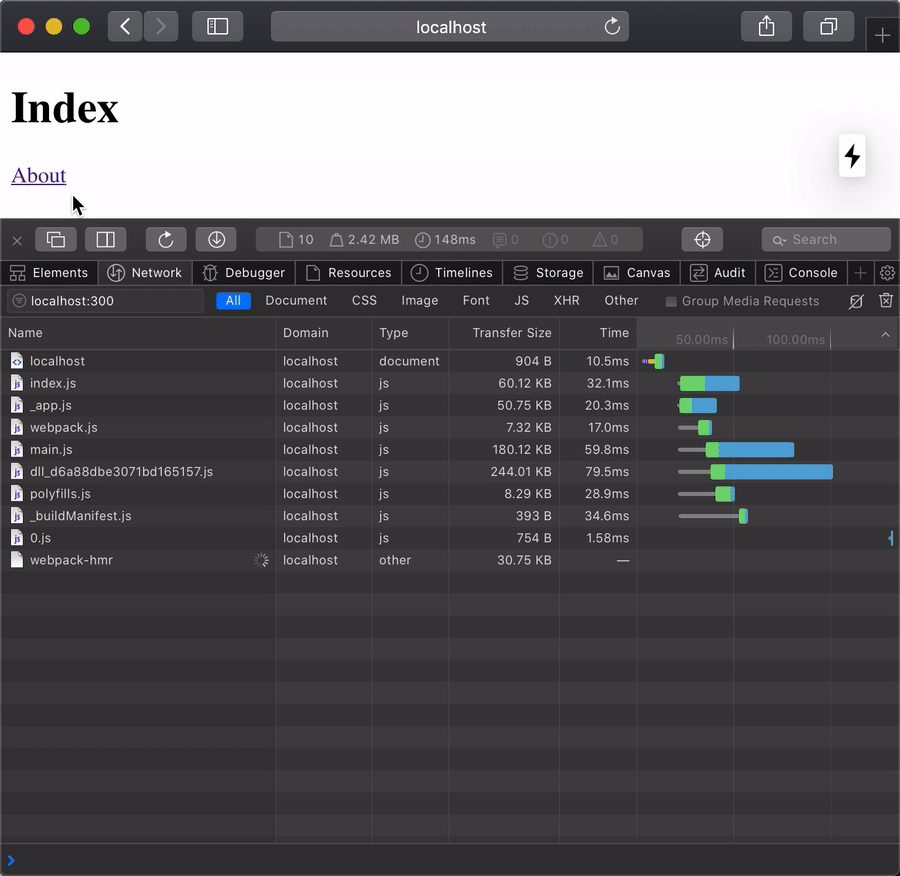 localhost
Index
About
10 2.42 MB 148ms 0 0 0 Search
Elements Network Debugger Resources Timelines Storage Canvas Audit Console
localhost:300 All Document CSS Image Font JS XHR Other Group Media Requests
Name Domain Type Transfer Size Time 50.00ms 100.00ms
localhost localhost document 904 B 10.5ms
index.js localhost js 60.12 KB 32.1ms
_app.js localhost js 50.75 KB 20.3ms
webpack.js localhost js 7.32 KB 17.0ms
main.js localhost js 180.12 KB 59.8ms
dll_d6a88dbe3071bd165157.js localhost js 244.01 KB 79.5ms
polyfills.js localhost js 8.29 KB 28.9ms
_buildManifest.js localhost js 393 B 34.6ms
0.js localhost js 754 B 1.58ms
webpack-hmr localhost other 30.75 KB —